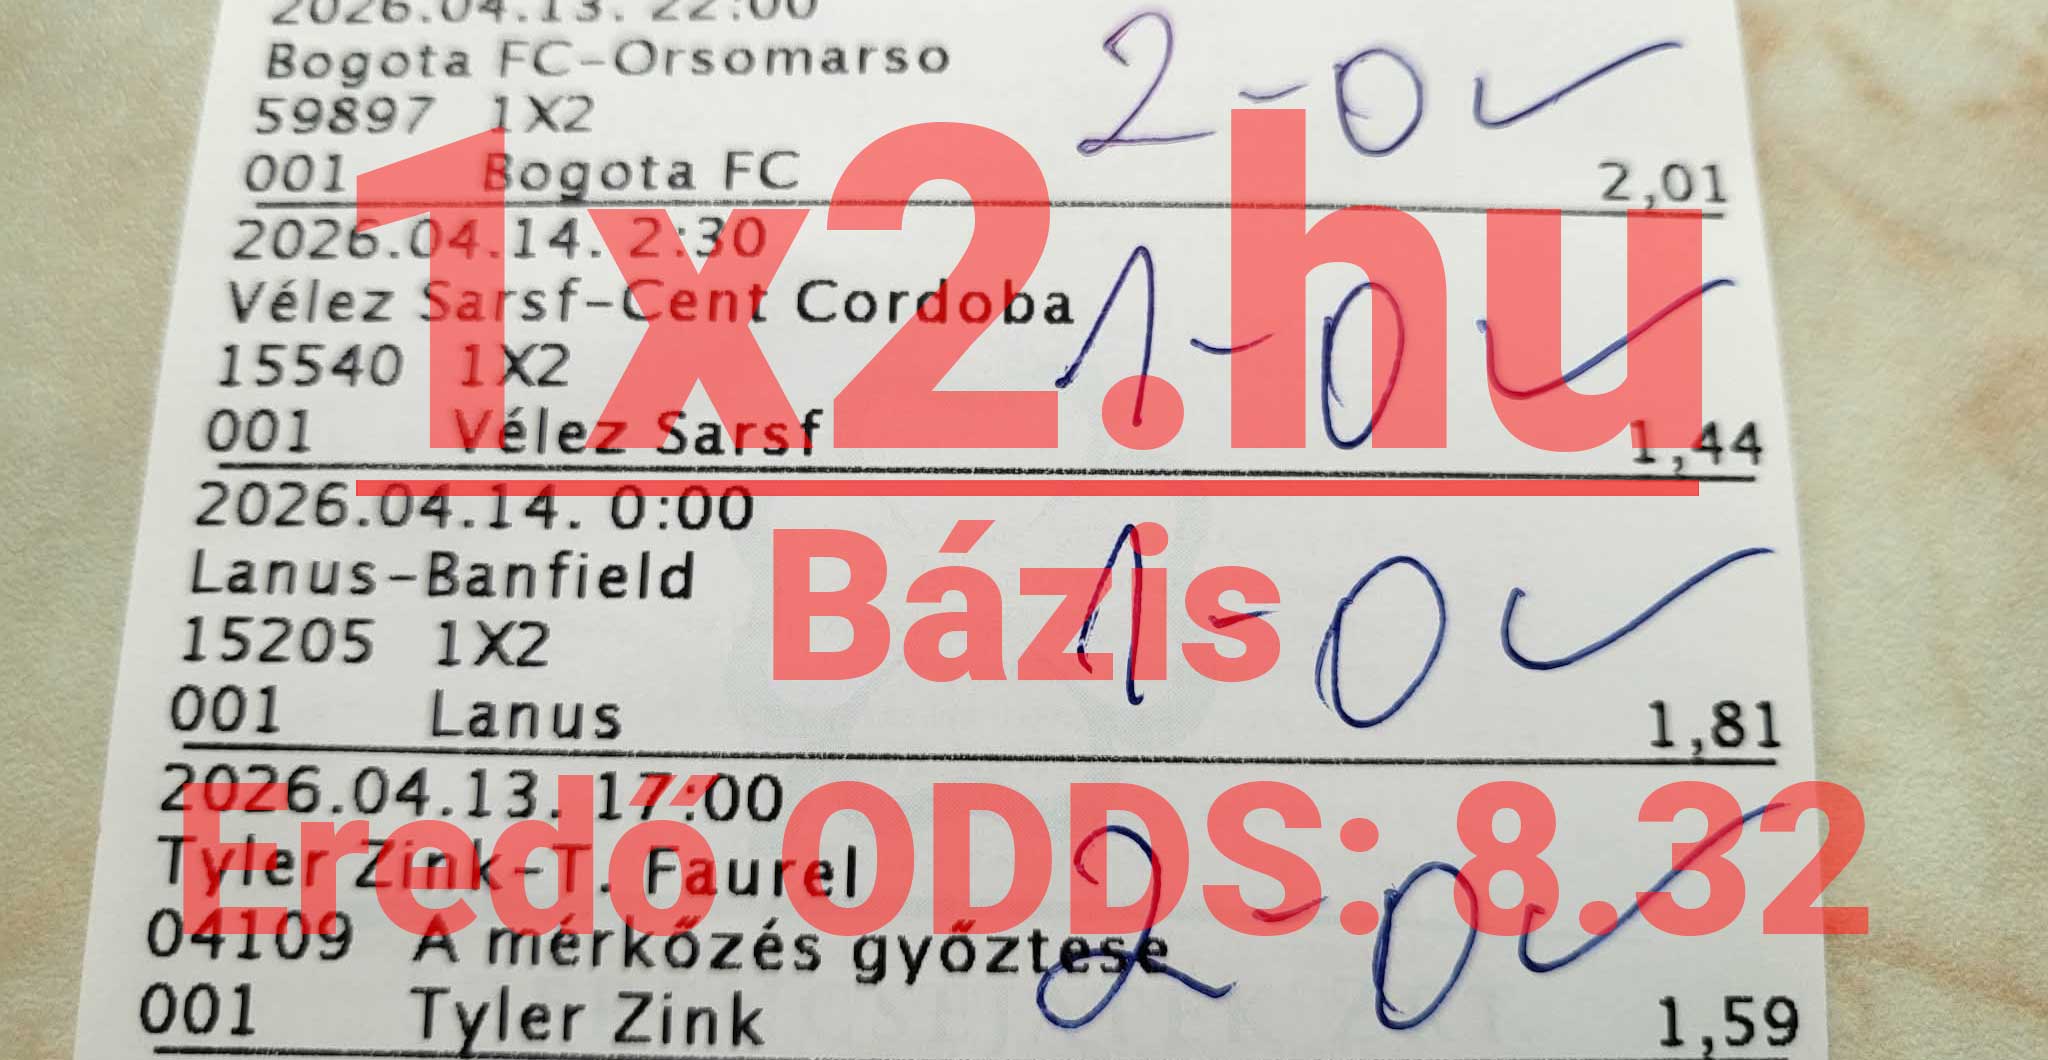 2026.04.13. 22:00
Bogota FC-Orsomarso
59897 1X2
001 Bogota FC 2,01
2-0 ✓
2026.04.14. 2:30
Vélez Sarsf-Cent Cordoba
15540 1X2
001 Vélez Sarsf 1,44
1-0 ✓
2026.04.14. 0:00
Lanus-Banfield
15205 1X2
001 Lanus 1,81
1-0 ✓
2026.04.13. 17:00
Tyler Zink-T. Faurel
04109 A mérkőzés győztese
001 Tyler Zink 1,59
2-0 ✓
1x2.hu
Bázis
Eredő ODDS: 8.32